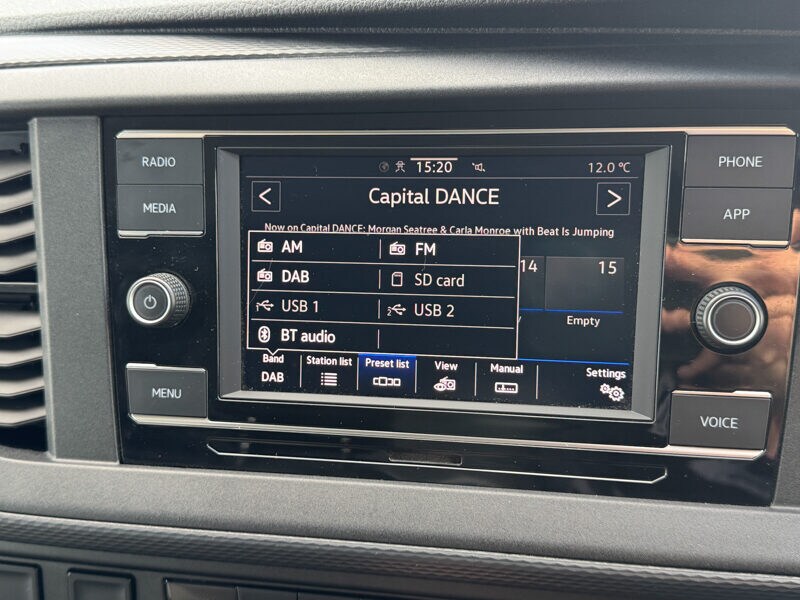 RADIO
MEDIA
MENU
15:20
12.0 °C
Capital DANCE
Now on Capital DANCE: Morgan Seatree & Carla Monroe with Beat Is Jumping
AM
FM
DAB
SD card
1 USB 1
2 USB 2
BT audio
14
15
Empty
Band
DAB
Station list
Preset list
View
Manual
Settings
PHONE
APP
VOICE